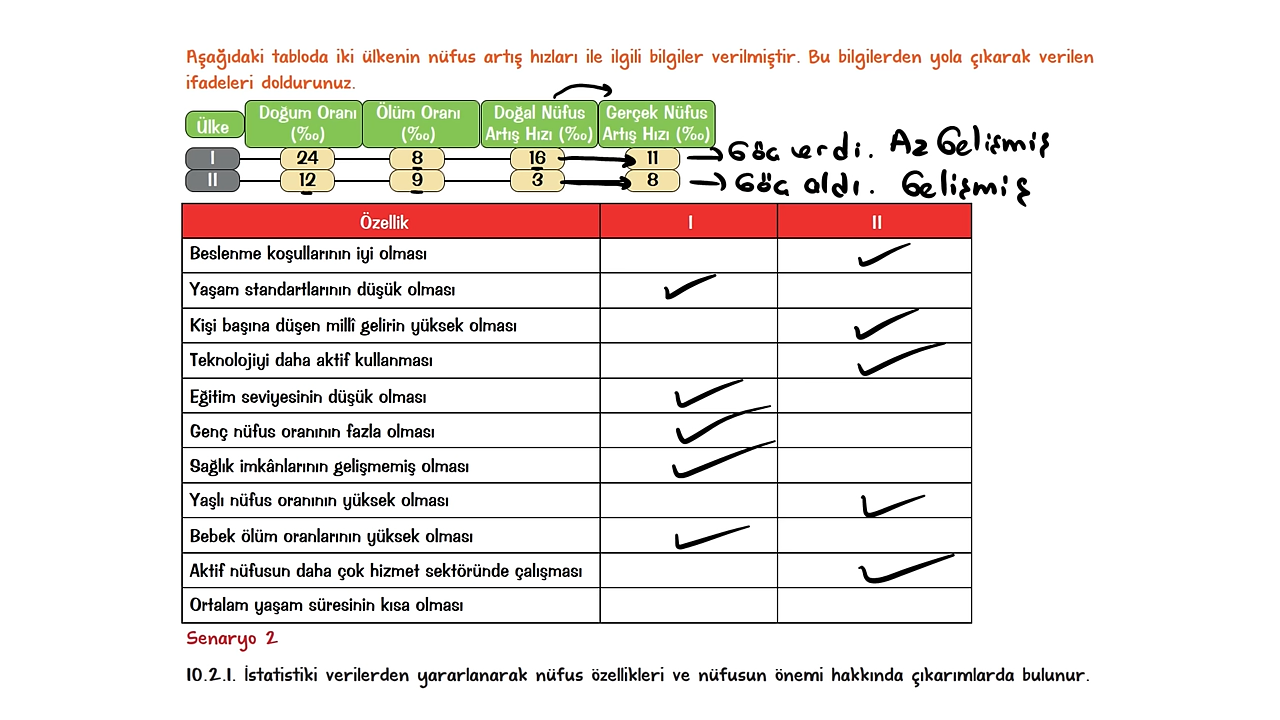 Aşağıdaki tabloda iki ülkenin nüfus artış hızları ile ilgili bilgiler verilmiştir. Bu bilgilerden yola çıkarak verilen
ifadeleri doldurunuz.
Ülke Doğum Oranı (‰) Ölüm Oranı (‰) Doğal Nüfus Artış Hızı (‰) Gerçek Nüfus Artış Hızı (‰)
I 24 8 16 11 Göç verdi. Az Gelişmiş
II 12 9 3 8 Göç aldı. Gelişmiş
Özellik I II
Beslenme koşullarının iyi olması
Yaşam standartlarının düşük olması
Kişi başına düşen millî gelirin yüksek olması
Teknolojiyi daha aktif kullanması
Eğitim seviyesinin düşük olması
Genç nüfus oranının fazla olması
Sağlık imkânlarının gelişmemiş olması
Yaşlı nüfus oranının yüksek olması
Bebek ölüm oranlarının yüksek olması
Aktif nüfusun daha çok hizmet sektöründe çalışması
Ortalam yaşam süresinin kısa olması
Senaryo 2
10.2.1. İstatistiki verilerden yararlanarak nüfus özellikleri ve nüfusun önemi hakkında çıkarımlarda bulunur.